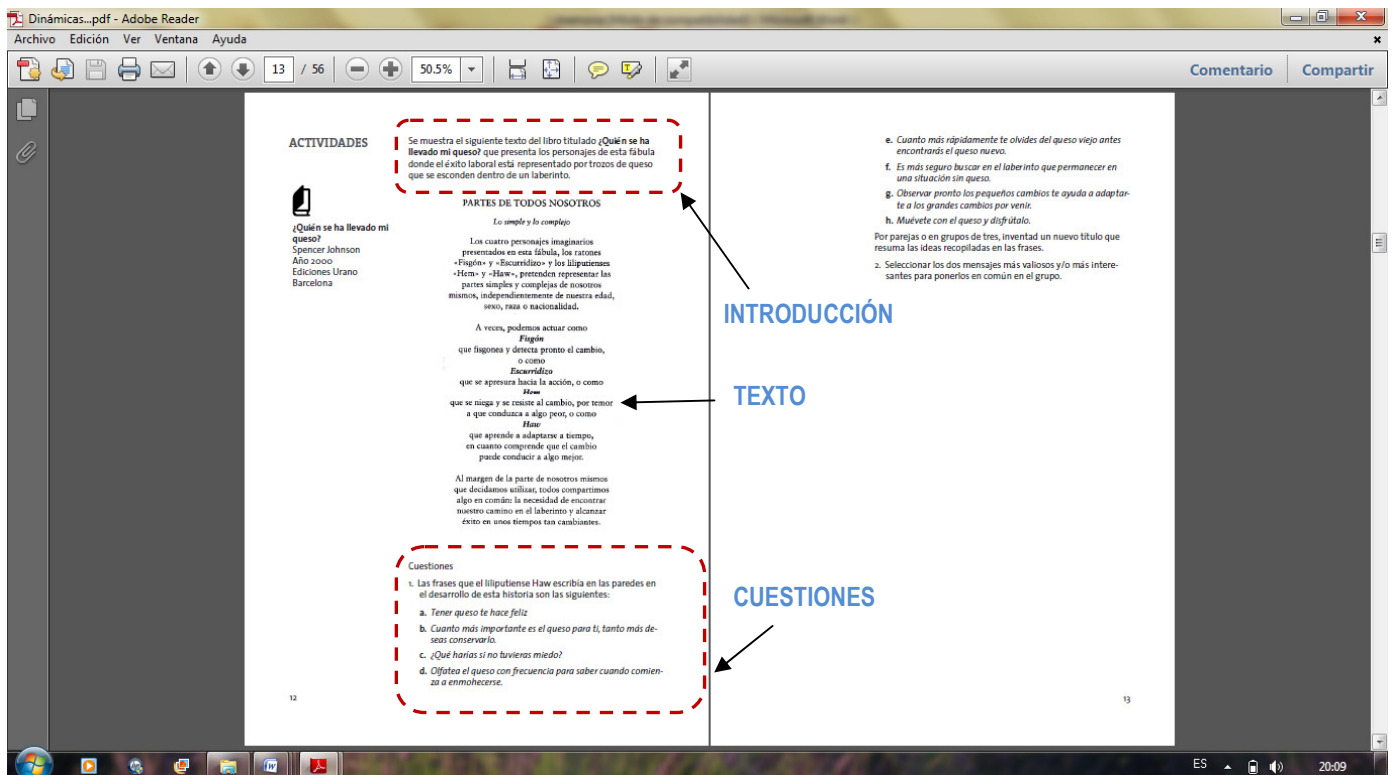 Dinámicas...pdf - Adobe Reader
Archivo Edición Ver Ventana Ayuda
13 / 56
50.5%
Comentario
Compartir
ACTIVIDADES
¿Quién se ha llevado mi
queso?
Spencer Johnson
Año 2000
Ediciones Urano
Barcelona
Se muestra el siguiente texto del libro titulado ¿Quién se ha
llevado mi queso? que presenta los personajes de esta fábula
donde el éxito laboral está representado por trozos de queso
que se esconden dentro de un laberinto.
PARTES DE TODOS NOSOTROS
Lo simple y lo complejo
Los cuatro personajes imaginarios
presentados en esta fábula, los ratones
«Fisgón» y «Escurridizo» y los liliputienses
«Hem» y «Haw», pretenden representar las
partes simples y complejas de nosotros
mismos, independientemente de nuestra edad,
sexo, raza o nacionalidad.
A veces, podemos actuar como
Fisgón
que fisgonea y detecta pronto el cambio,
o como
Escurridizo
que se apresura hacia la acción, o como
Hem
que se niega y se resiste al cambio, por temor
a que conduzca a algo peor, o como
Haw
que aprende a adaptarse a tiempo,
en cuanto comprende que el cambio
puede conducir a algo mejor.
Al margen de la parte de nosotros mismos
que decidamos utilizar, todos compartimos
algo en común: la necesidad de encontrar
nuestro camino en el laberinto y alcanzar
éxito en unos tiempos tan cambiantes.
Cuestiones
1. Las frases que el liliputiense Haw escribía en las paredes en
el desarrollo de esta historia son las siguientes:
a. Tener queso te hace feliz
b. Cuanto más importante es el queso para ti, tanto más de-
seas conservarlo.
c. ¿Qué harías si no tuvieras miedo?
d. Olfatea el queso con frecuencia para saber cuando comien-
za a enmohecerse.
12
e. Cuanto más rápidamente te olvides del queso viejo antes
encontrarás el queso nuevo.
f. Es más seguro buscar en el laberinto que permanecer en
una situación sin queso.
g. Observar pronto los pequeños cambios te ayuda a adaptar-
te a los grandes cambios por venir.
h. Muévete con el queso y disfrútalo.
Por parejas o en grupos de tres, inventad un nuevo título que
resuma las ideas recopiladas en las frases.
2. Seleccionar los dos mensajes más valiosos y/o más intere-
santes para ponerlos en común en el grupo.
13
INTRODUCCIÓN
TEXTO
CUESTIONES
ES
20:09